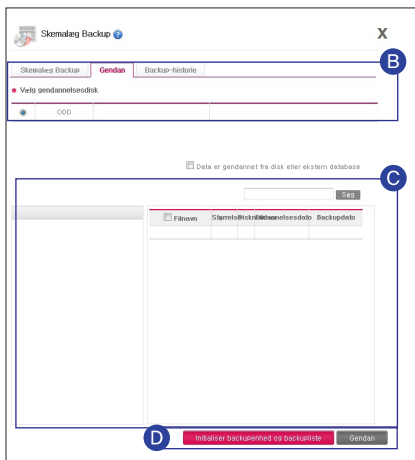 Skemalæg Backup ?
X
B
Skemalæg Backup Gendan Backup-historie
Vælg gendannelsesdisk.
ODD
Data er gendannet fra disk eller ekstern database
C
Søg
Filnavn Størrelse Backupdato
D Initialiser backupenhed og backupliste Gendan